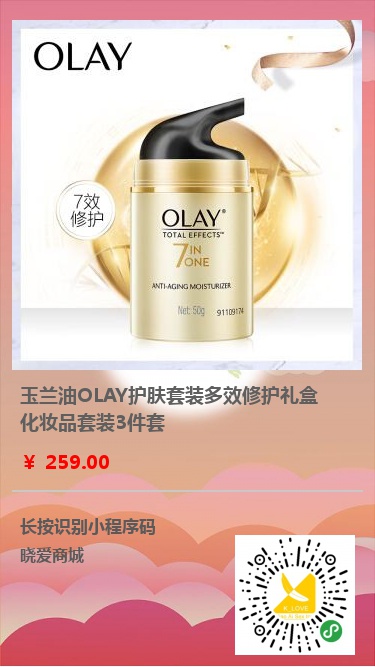 OLAY
7效
修护
OLAY®
TOTAL EFFECTS™
7 IN
ONE
ANTI-AGING MOISTURIZER
Net: 50g 91109174
玉兰油OLAY护肤套装多效修护礼盒
化妆品套装3件套
¥ 259.00
长按识别小程序码
晓爱商城
K_LOVE